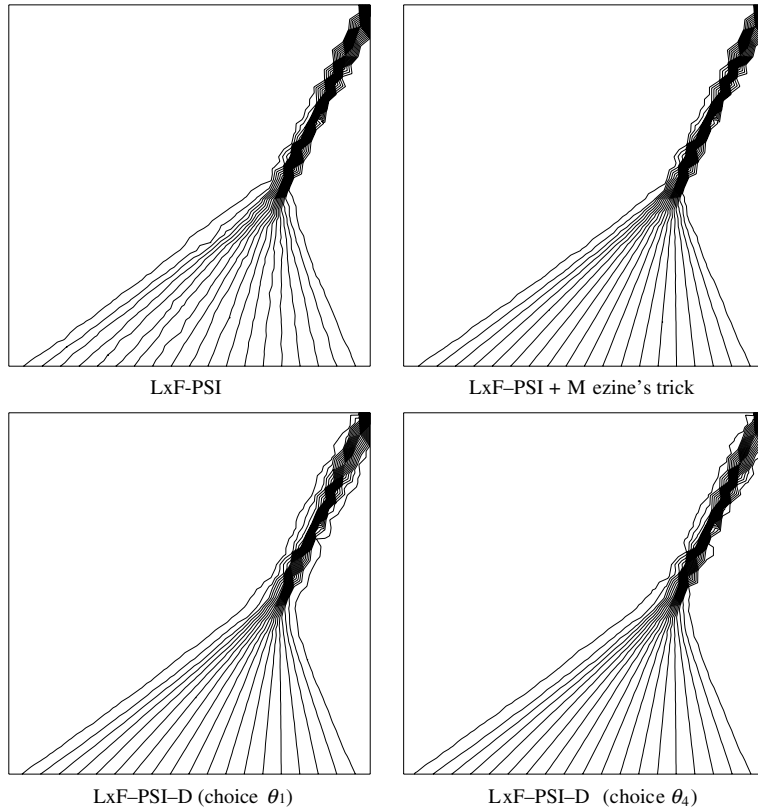 LxF-PSI
LxF–PSI + M ezine's trick
LxF–PSI–D (choice θ1)
LxF–PSI–D (choice θ4)